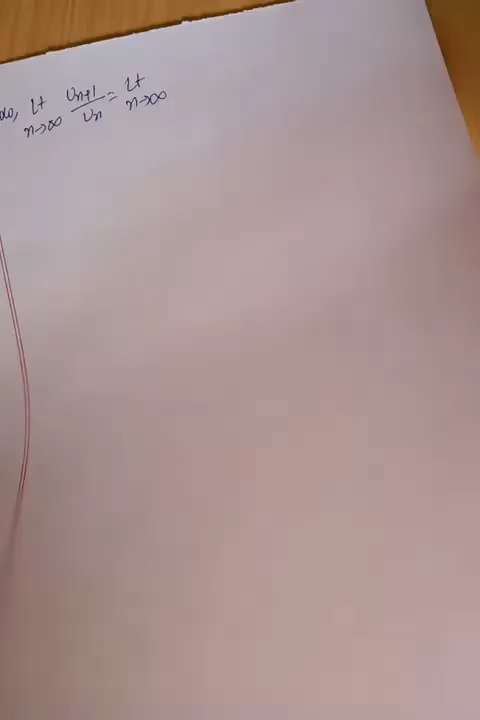 Lt n→∞ Un+1/Un = Lt n→∞